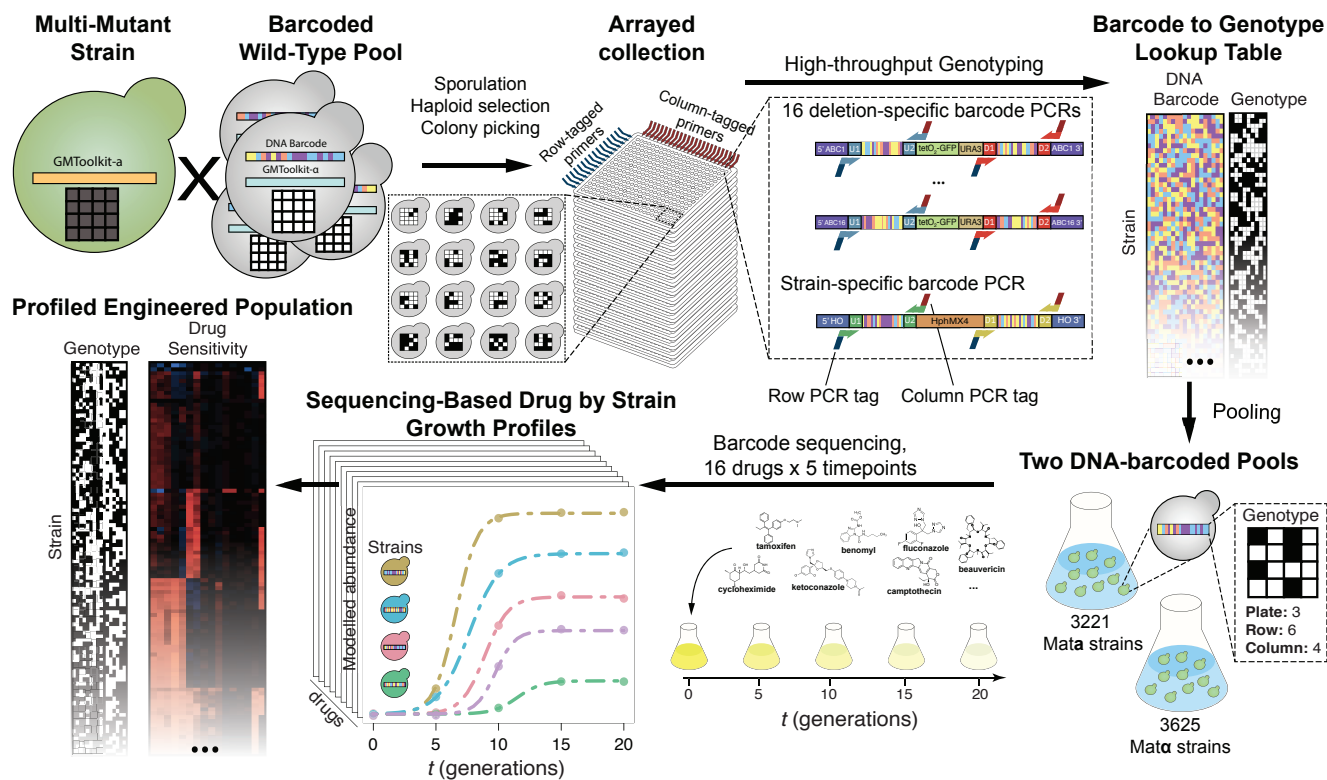 Multi-Mutant
Strain
GMToolkit-a
X
Barcoded
Wild-Type Pool
DNA Barcode
GMToolkit-α
Sporulation
Haploid selection
Colony picking
Arrayed
collection
Row-tagged
primers
Column-tagged
primers
High-throughput Genotyping
16 deletion-specific barcode PCRs
5' ABC1 U1 U2 tetO2-GFP URA3 D1 D2 ABC1 3'
...
5' ABC16 U1 U2 tetO2-GFP URA3 D1 D2 ABC16 3'
Strain-specific barcode PCR
5' HO U1 U2 HphMX4 D1 D2 HO 3'
Row PCR tag
Column PCR tag
Barcode to Genotype
Lookup Table
DNA
Barcode
Genotype
Strain
...
Pooling
Two DNA-barcoded Pools
3221
Mata strains
3625
Matα strains
Genotype
Plate: 3
Row: 6
Column: 4
Barcode sequencing,
16 drugs x 5 timepoints
tamoxifen
benomyl
fluconazole
beauvericin
cycloheximide
ketoconazole
camptothecin
...
0 5 10 15 20
t (generations)
Sequencing-Based Drug by Strain
Growth Profiles
Strains
Modelled abundance
drugs
0 5 10 15 20
t (generations)
Profiled Engineered Population
Genotype
Drug
Sensitivity
Strain
...